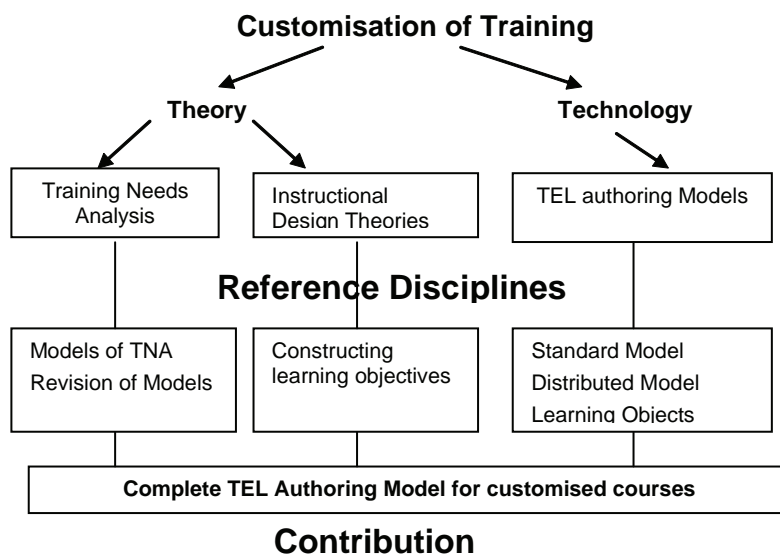 Customisation of Training
Theory
Technology
Training Needs
Analysis
Instructional
Design Theories
TEL authoring Models
Reference Disciplines
Models of TNA
Revision of Models
Constructing
learning objectives
Standard Model
Distributed Model
Learning Objects
Complete TEL Authoring Model for customised courses
Contribution